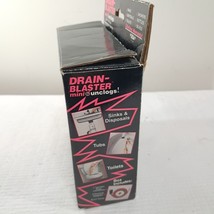 DRAIN-
BLASTER
mini unclogs!
Sinks &
Disposals
Tubs
Toilets